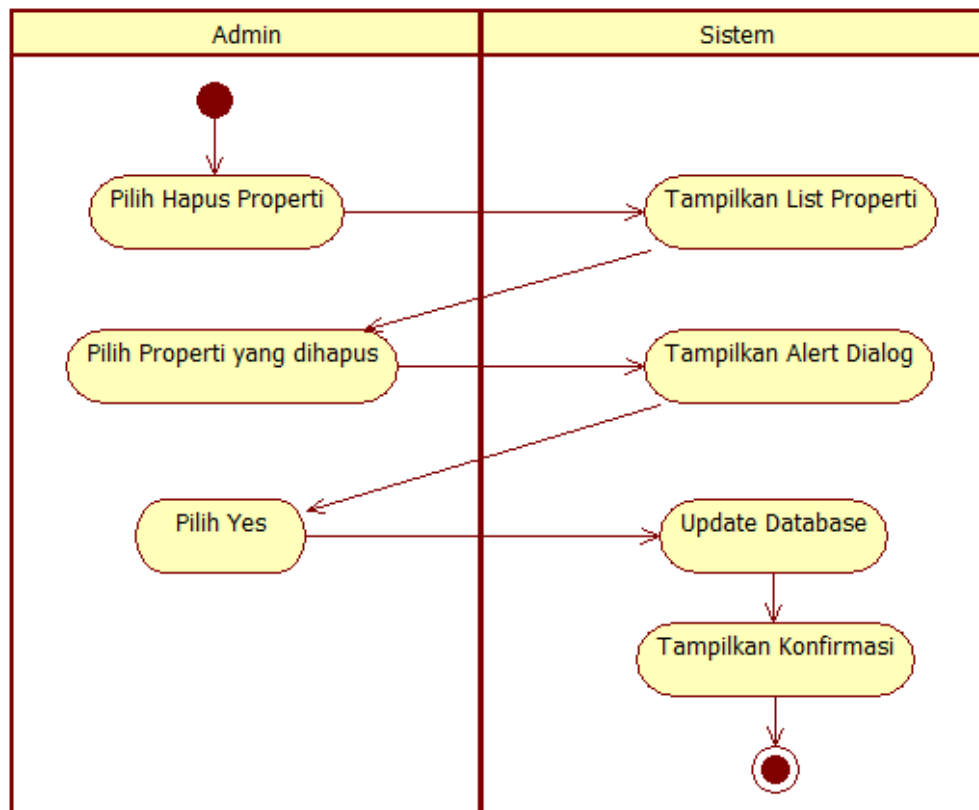 Admin
Sistem
Pilih Hapus Properti
Tampilkan List Properti
Pilih Properti yang dihapus
Tampilkan Alert Dialog
Pilih Yes
Update Database
Tampilkan Konfirmasi